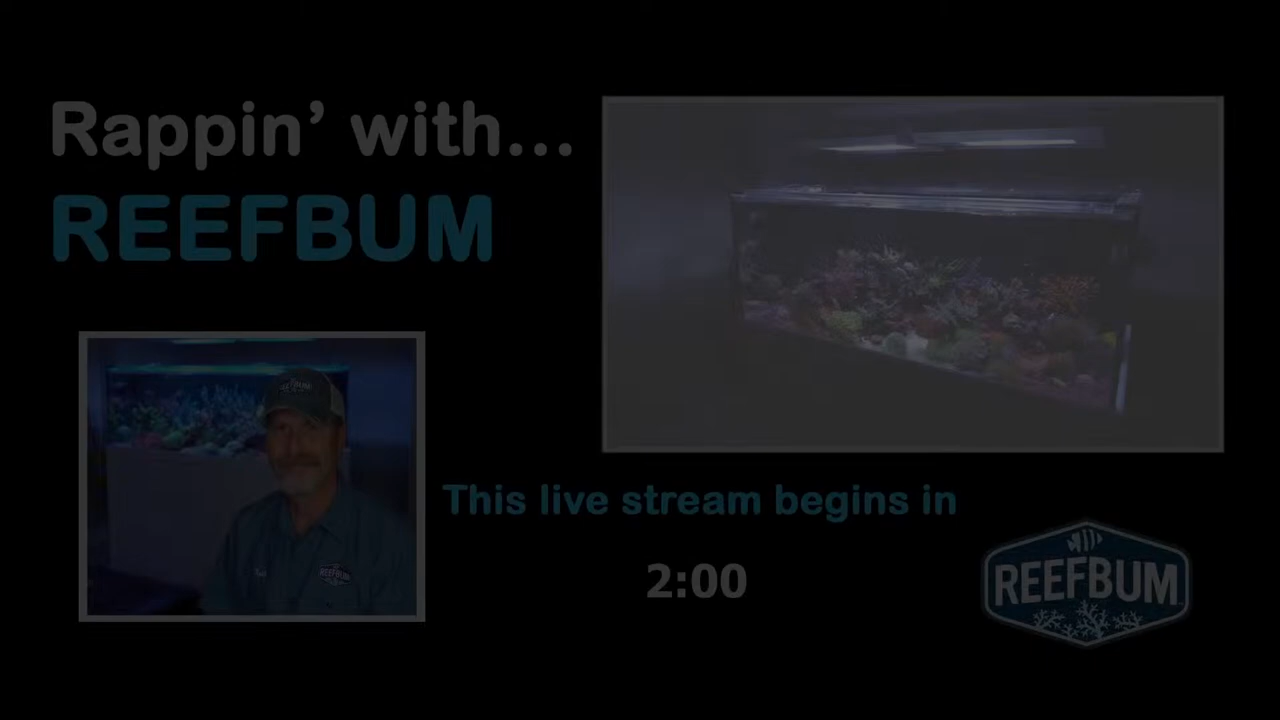 Rappin’ with...
REEFBUM
This live stream begins in
2:00
REEFBUM